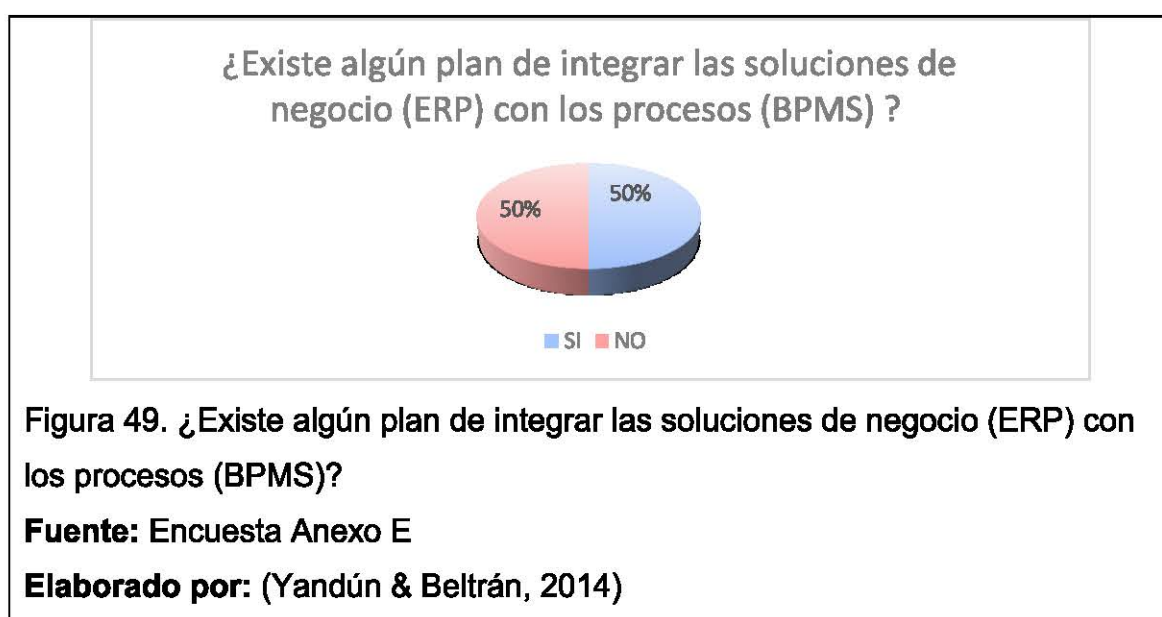 ¿Existe algún plan de integrar las soluciones de
negocio (ERP) con los procesos (BPMS) ?
50%
50%
SI NO
Figura 49. ¿Existe algún plan de integrar las soluciones de negocio (ERP) con
los procesos (BPMS)?
Fuente: Encuesta Anexo E
Elaborado por: (Yandún & Beltrán, 2014)